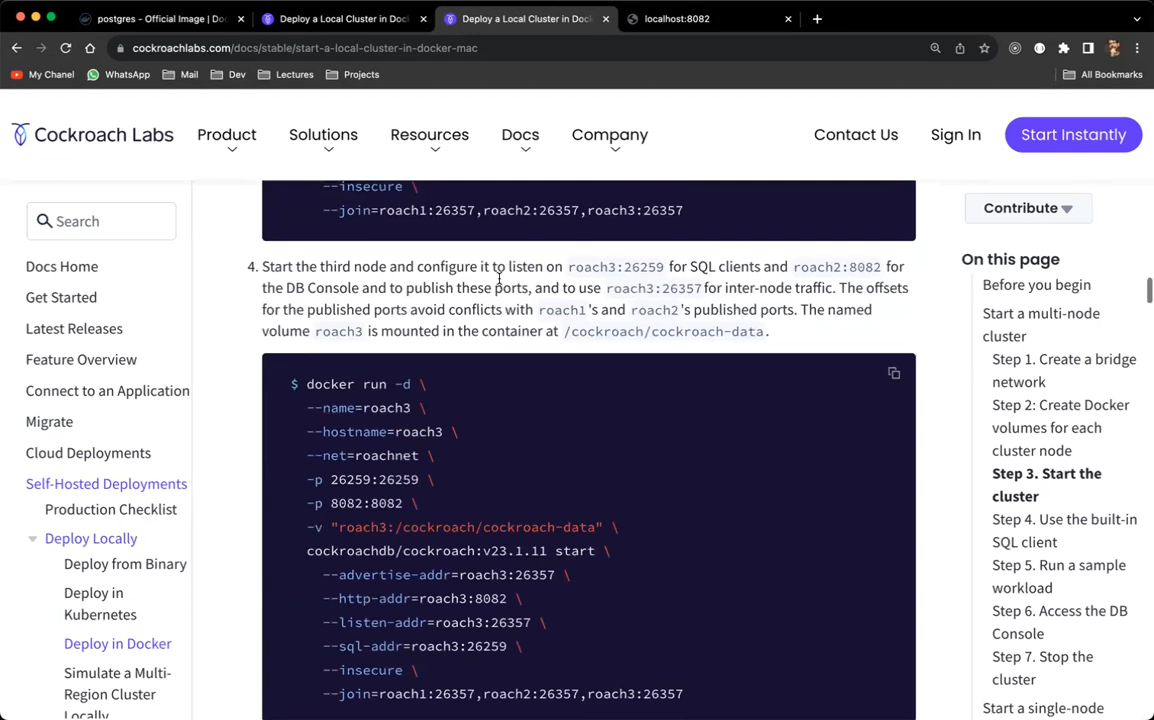 postgres - Official Image | Do
Deploy a Local Cluster in Doc
Deploy a Local Cluster in Doc
localhost:8082
cockroachlabs.com/docs/stable/start-a-local-cluster-in-docker-mac
My Chanel
WhatsApp
Mail
Dev
Lectures
Projects
All Bookmarks
Cockroach Labs
Product
Solutions
Resources
Docs
Company
Contact Us
Sign In
Start Instantly
Search
Docs Home
Get Started
Latest Releases
Feature Overview
Connect to an Application
Migrate
Cloud Deployments
Self-Hosted Deployments
Production Checklist
Deploy Locally
Deploy from Binary
Deploy in
Kubernetes
Deploy in Docker
Simulate a Multi-
Region Cluster
Locally
--insecure \
--join=roach1:26357,roach2:26357,roach3:26357
4. Start the third node and configure it to listen on roach3:26259 for SQL clients and roach2:8082 for
the DB Console and to publish these ports, and to use roach3:26357 for inter-node traffic. The offsets
for the published ports avoid conflicts with roach1's and roach2's published ports. The named
volume roach3 is mounted in the container at /cockroach/cockroach-data.
$ docker run -d \
--name=roach3 \
--hostname=roach3 \
--net=roachnet \
-p 26259:26259 \
-p 8082:8082 \
-v "roach3:/cockroach/cockroach-data" \
cockroachdb/cockroach:v23.1.11 start \
--advertise-addr=roach3:26357 \
--http-addr=roach3:8082 \
--listen-addr=roach3:26357 \
--sql-addr=roach3:26259 \
--insecure \
--join=roach1:26357,roach2:26357,roach3:26357
Contribute
On this page
Before you begin
Start a multi-node
cluster
Step 1. Create a bridge
network
Step 2: Create Docker
volumes for each
cluster node
Step 3. Start the
cluster
Step 4. Use the built-in
SQL client
Step 5. Run a sample
workload
Step 6. Access the DB
Console
Step 7. Stop the
cluster
Start a single-node